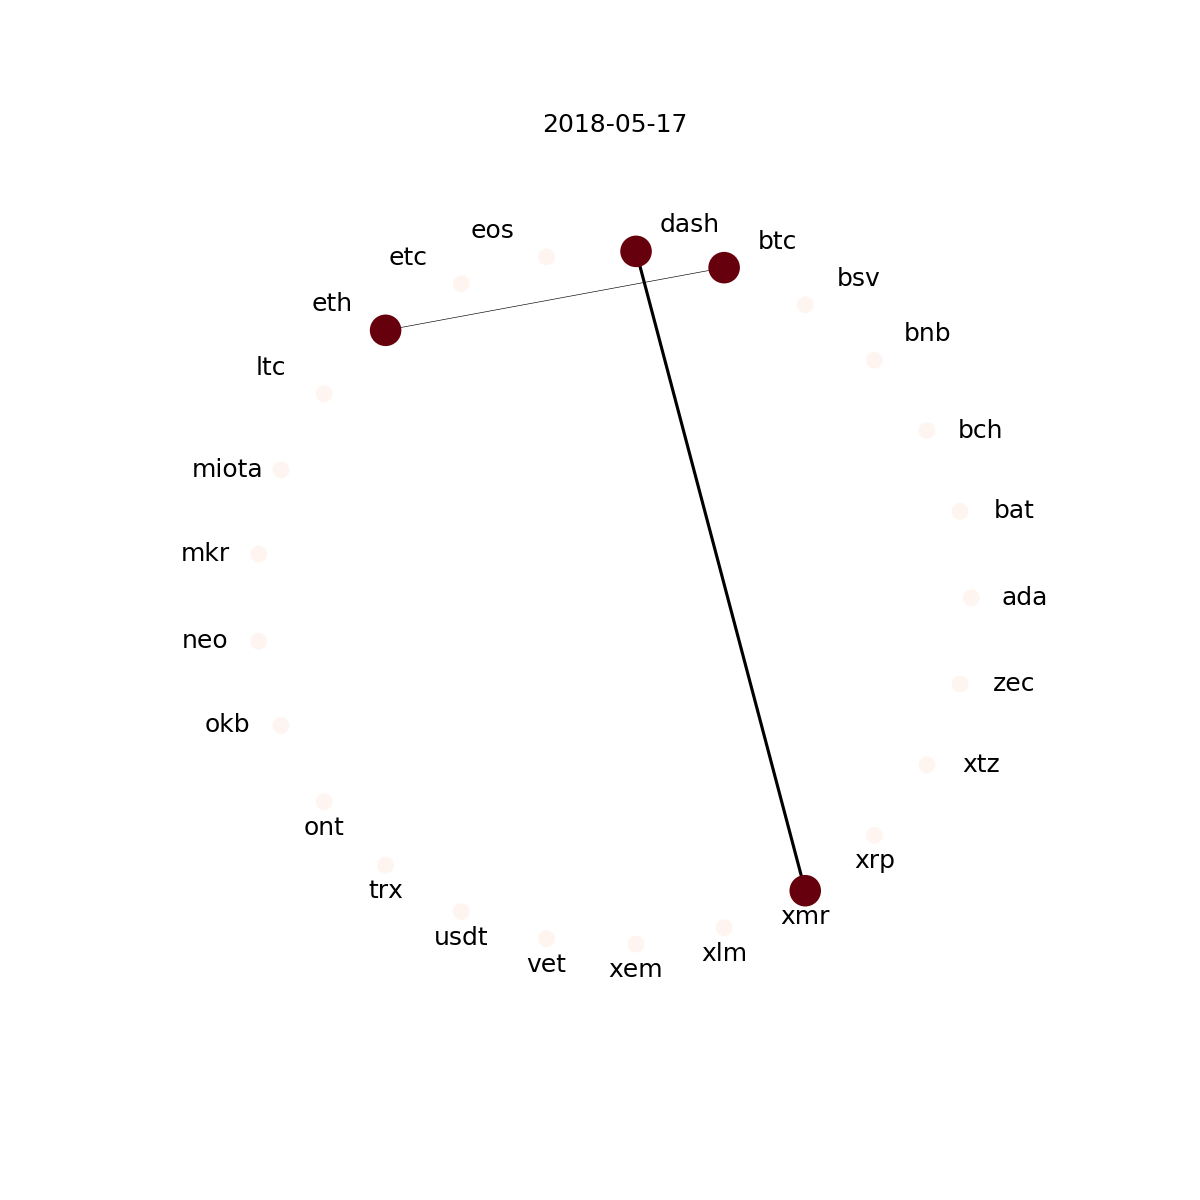 2018-05-17
dash
eos
btc
etc
bsv
eth
bnb
ltc
bch
miota
bat
mkr
ada
neo
zec
okb
xtz
ont
xrp
trx
xmr
usdt
xlm
vet
xem